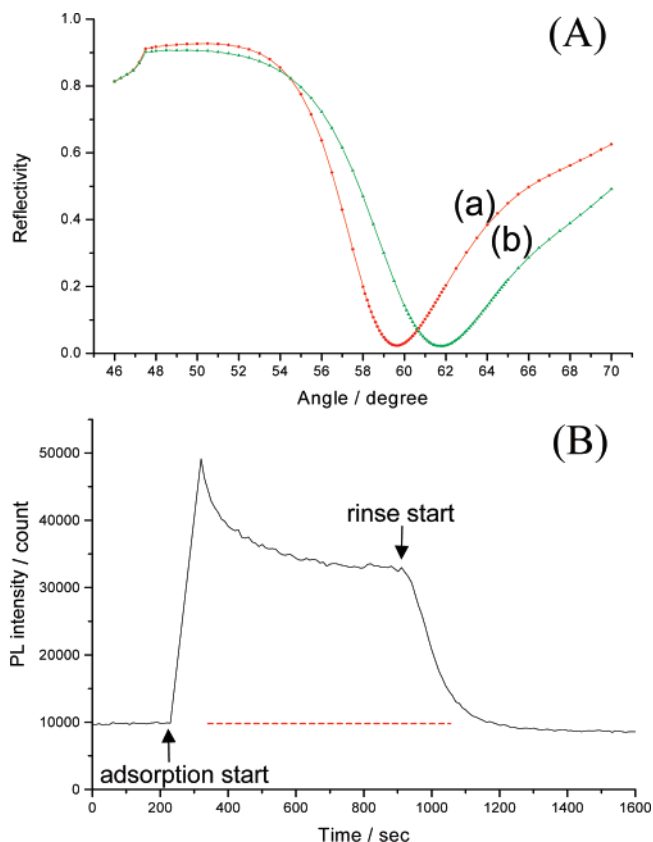 (A)
1.0
0.8
0.6
0.4
0.2
0.0
Reflectivity
(a)
(b)
46 48 50 52 54 56 58 60 62 64 66 68 70
Angle / degree
(B)
50000
40000
30000
20000
10000
0
PL intensity / count
rinse start
adsorption start
0 200 400 600 800 1000 1200 1400 1600
Time / sec